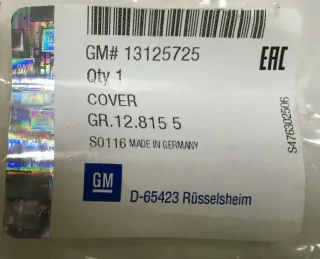 GM# 13125725
EAC
Qty 1
COVER
GR.12.815 5
S0116 MADE IN GERMANY
S476302506
GM
D-65423 Rüsselsheim